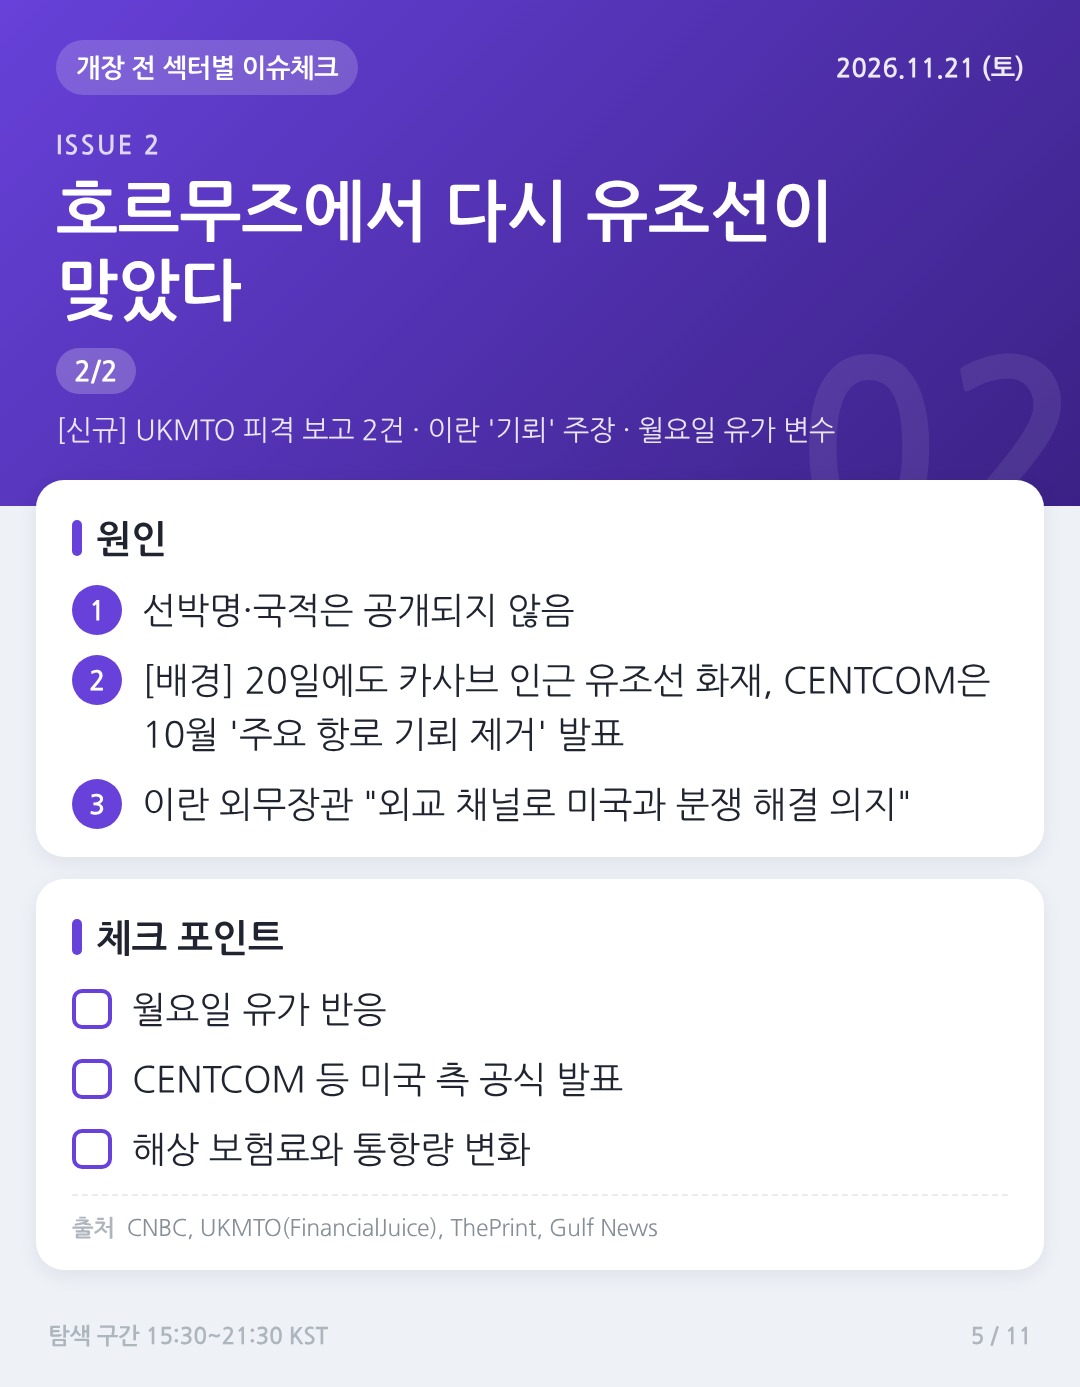 개장 전 섹터별 이슈체크
2026.11.21 (토)
ISSUE 2
호르무즈에서 다시 유조선이
맞았다
2/2
[신규] UKMTO 피격 보고 2건 · 이란 '기뢰' 주장 · 월요일 유가 변수
02
원인
1 선박명·국적은 공개되지 않음
2 [배경] 20일에도 카사브 인근 유조선 화재, CENTCOM은
10월 '주요 항로 기뢰 제거' 발표
3 이란 외무장관 "외교 채널로 미국과 분쟁 해결 의지"
체크 포인트
월요일 유가 반응
CENTCOM 등 미국 측 공식 발표
해상 보험료와 통항량 변화
출처 CNBC, UKMTO(FinancialJuice), ThePrint, Gulf News
탐색 구간 15:30~21:30 KST
5 / 11